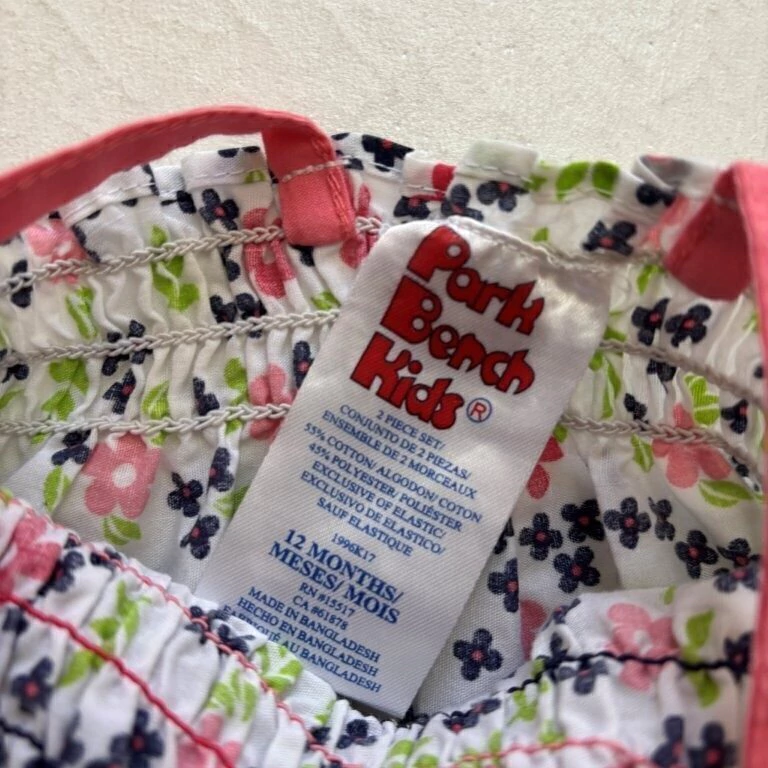 Park
Bench
Kids®
2 PIECE SET/
CONJUNTO DE 2 PIEZAS/
ENSEMBLE DE 2 MORCEAUX
55% COTTON/ ALGODON/ COTON
45% POLYESTER/ POLIÉSTER
EXCLUSIVE OF ELASTIC/
EXCLUSIVO DE ELASTICO/
SAUF ELASTIQUE
1996K17
12 MONTHS/
MESES/ MOIS
RN #15517
CA #61878
MADE IN BANGLADESH
HECHO EN BANGLADESH
FABRIQUÉ AU BANGLADESH